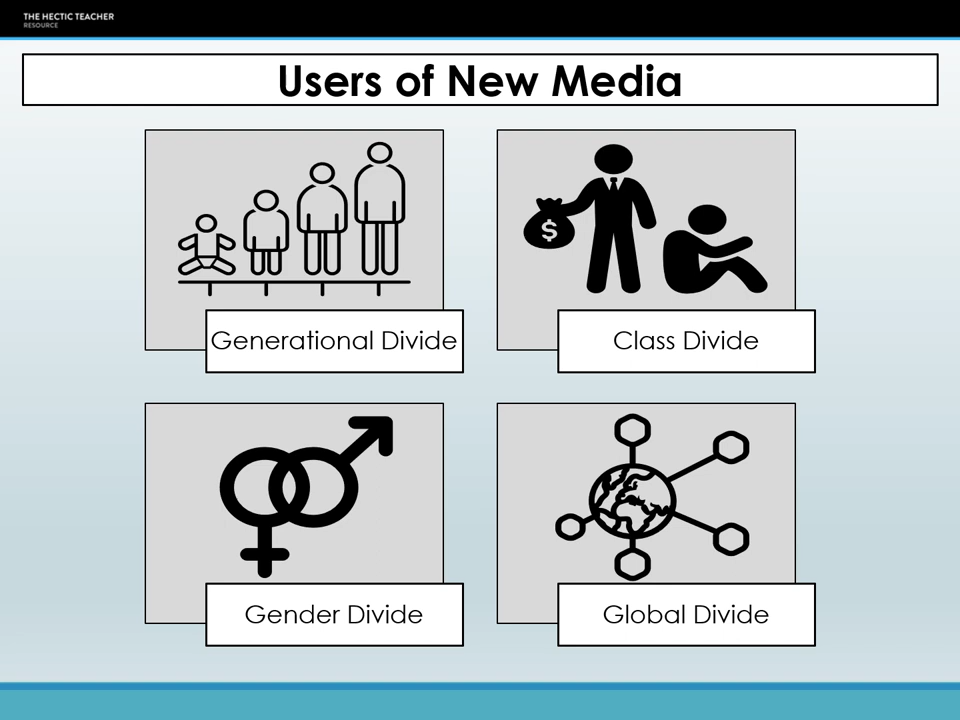 THE HECTIC TEACHER
RESOURCE
Users of New Media
$
Generational Divide
Class Divide
Gender Divide
Global Divide